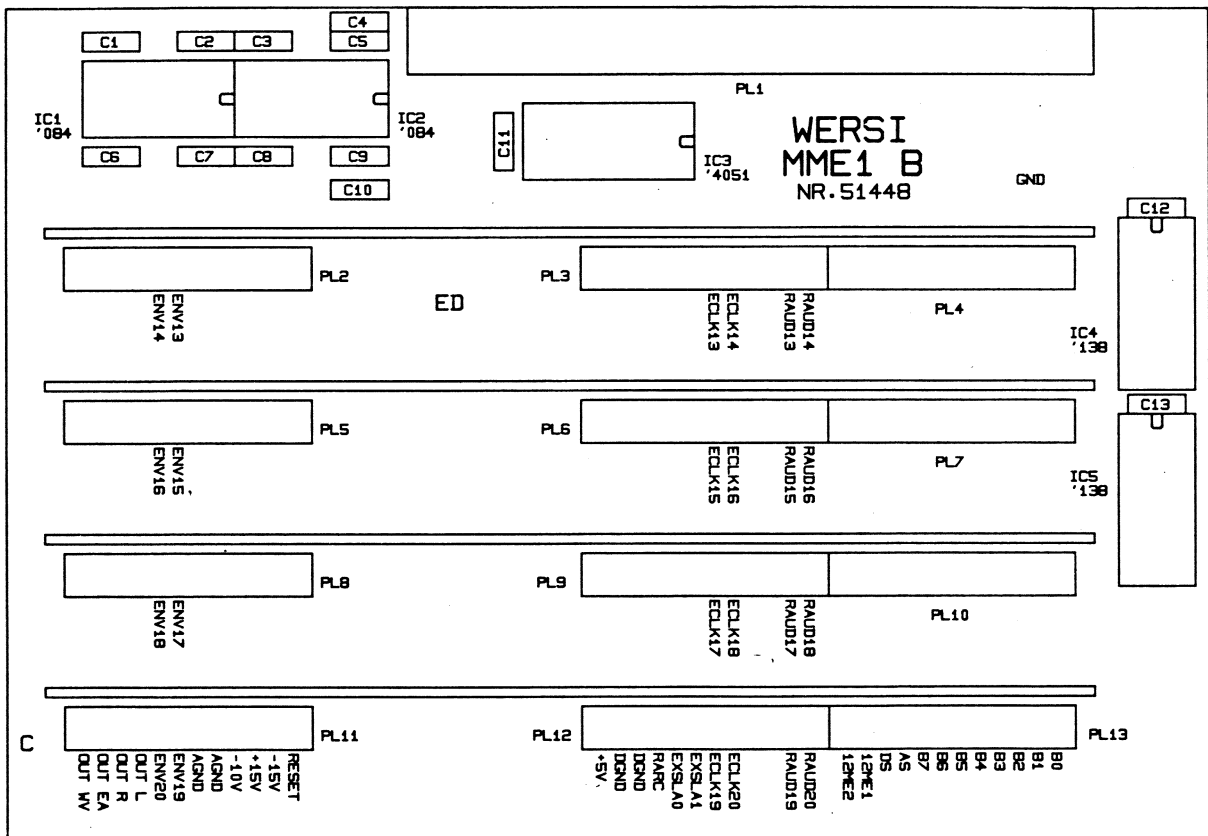 C4
C1
C2
C3
C5
PL1
IC1
'084
IC2
'084
C11
IC3
'4051
WERSI
MME1 B
NR.51448
C6
C7
C8
C9
C10
GND
C12
PL2
ED
PL3
PL4
ENV14
ENV13
ECLK13
ECLK14
RAUD13
RAUD14
IC4
'138
C13
PL5
PL6
PL7
ENV16
ENV15
ECLK15
ECLK16
RAUD15
RAUD16
IC5
'138
PL8
PL9
PL10
ENV18
ENV17
ECLK17
ECLK18
RAUD17
RAUD18
C
PL11
PL12
PL13
OUT WV
OUT EA
OUT R
OUT L
ENV20
ENV19
AGND
AGND
-10V
+15V
-15V
RESET
+5V
DGND
DGND
RARC
EXSLA0
EXSLA1
ECLK19
ECLK20
RAUD19
RAUD20
12ME2
12ME1
DS
AS
B7
B6
B5
B4
B3
B2
B1
B0